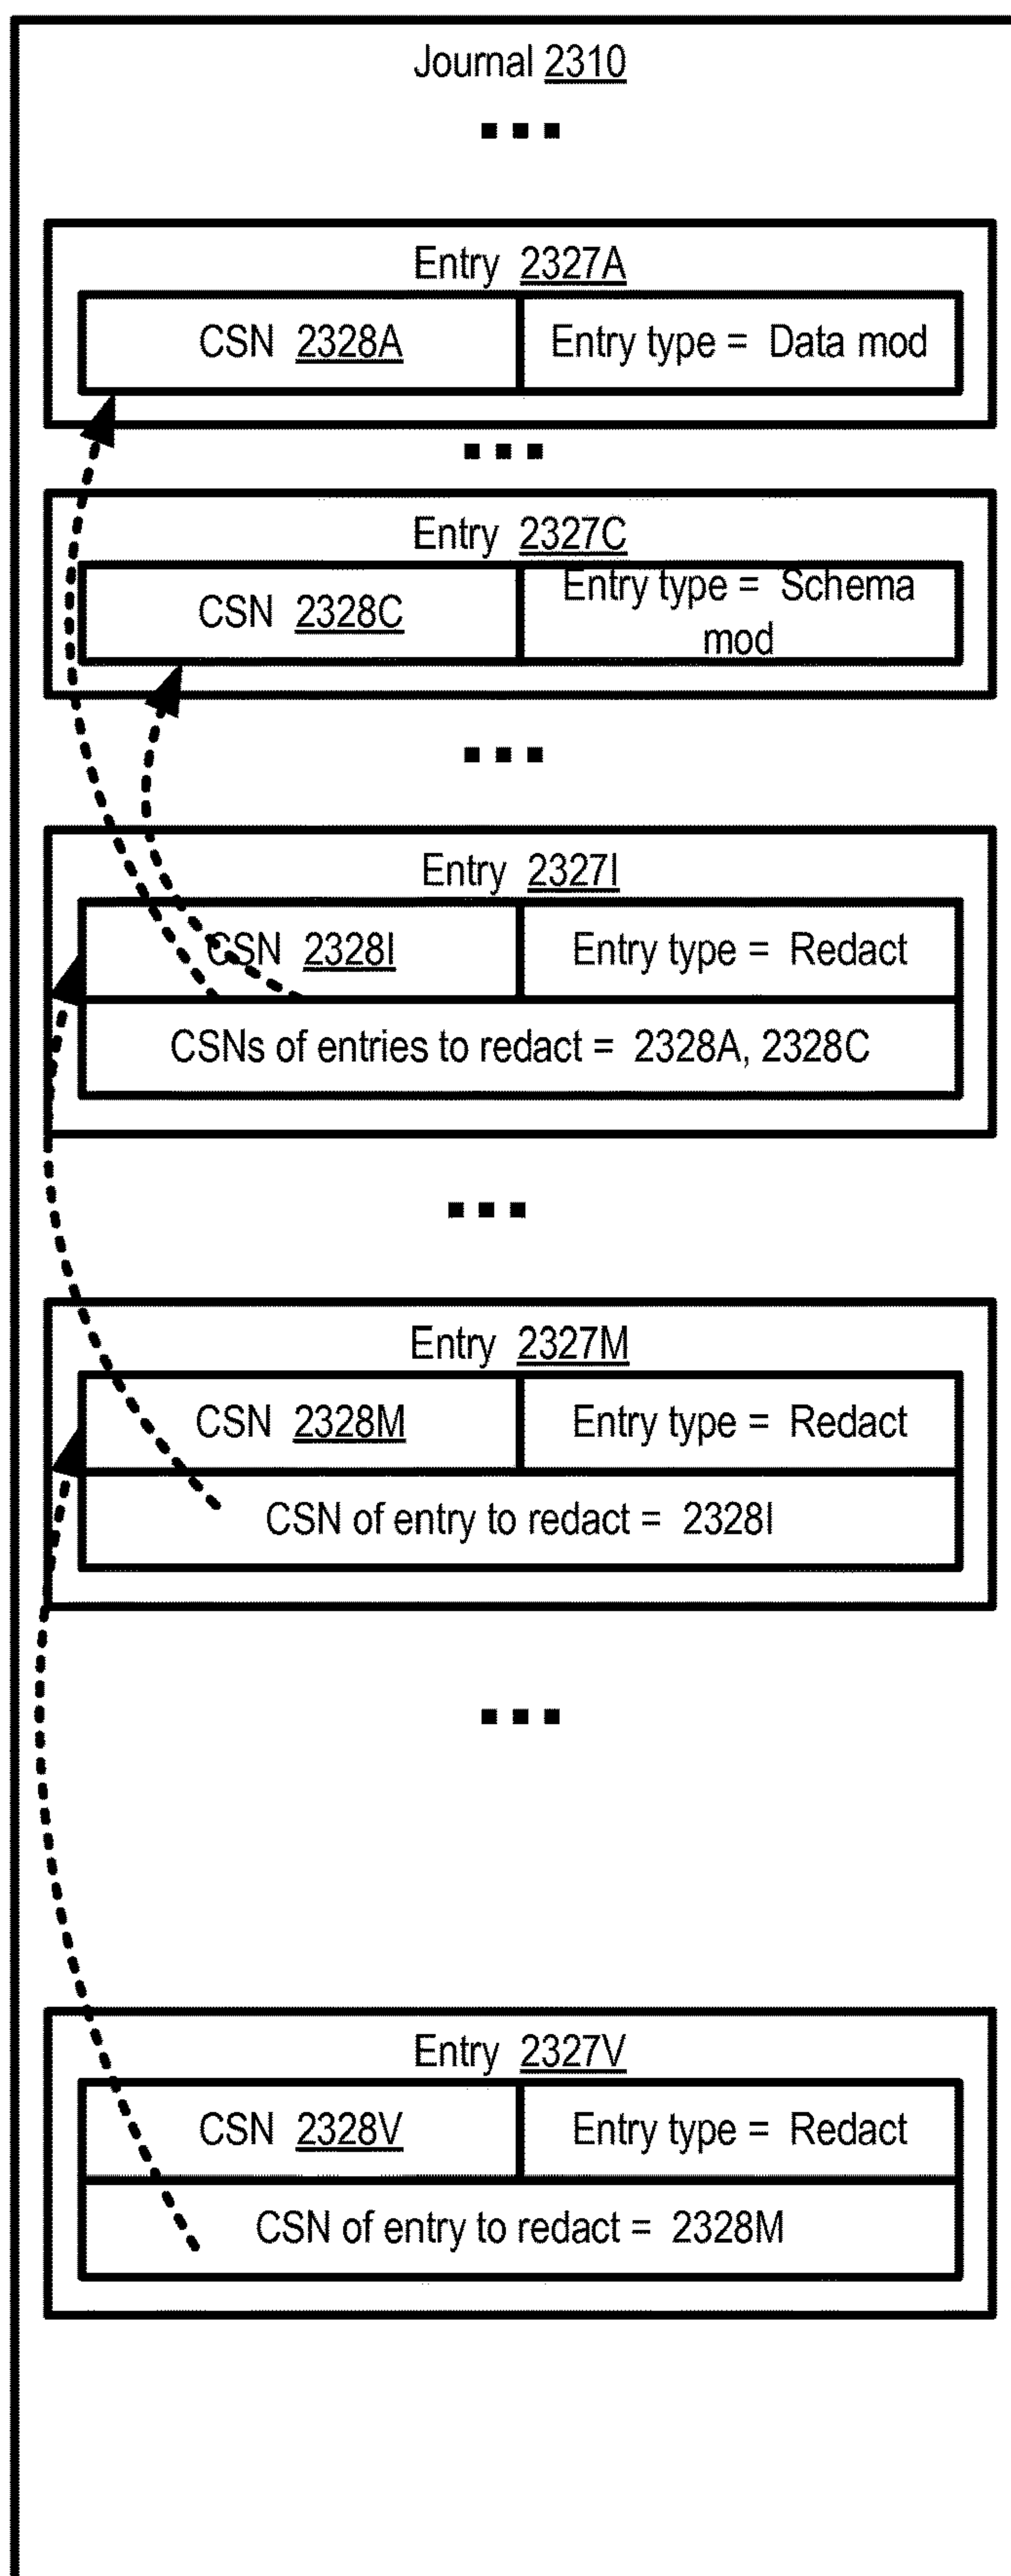 Journal 2310
Entry 2327A
CSN 2328A
Entry type = Data mod
Entry 2327C
CSN 2328C
Entry type = Schema
mod
Entry 2327I
CSN 2328I
Entry type = Redact
CSNs of entries to redact = 2328A, 2328C
Entry 2327M
CSN 2328M
Entry type = Redact
CSN of entry to redact = 2328I
Entry 2327V
CSN 2328V
Entry type = Redact
CSN of entry to redact = 2328M